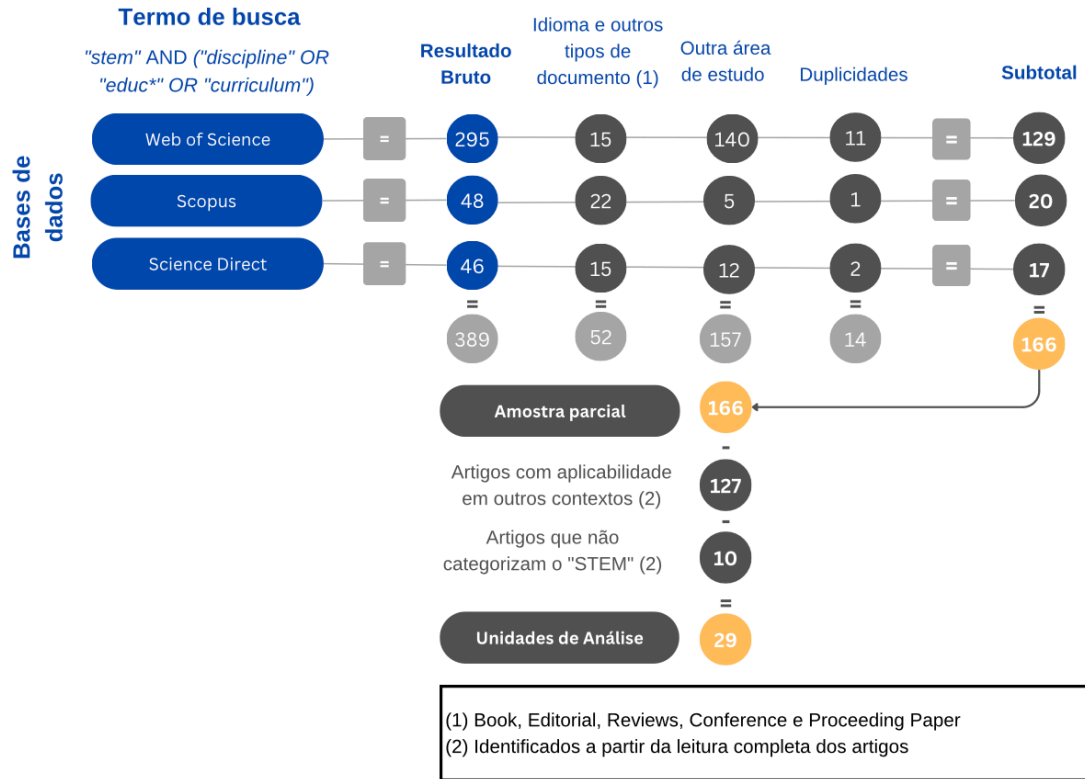 Termo de busca
"stem" AND ("discipline" OR
"educ*" OR "curriculum")
Resultado
Bruto
Idioma e outros
tipos de
documento (1)
Outra área
de estudo
Duplicidades
Subtotal
Bases de
dados
Web of Science
=
295
15
140
11
=
129
Scopus
=
48
22
5
1
=
20
Science Direct
=
46
15
12
2
=
17
=
=
=
=
=
389
52
157
14
166
Amostra parcial
166
-
Artigos com aplicabilidade
em outros contextos (2)
127
-
Artigos que não
categorizam o "STEM" (2)
10
=
Unidades de Análise
29
(1) Book, Editorial, Reviews, Conference e Proceeding Paper
(2) Identificados a partir da leitura completa dos artigos